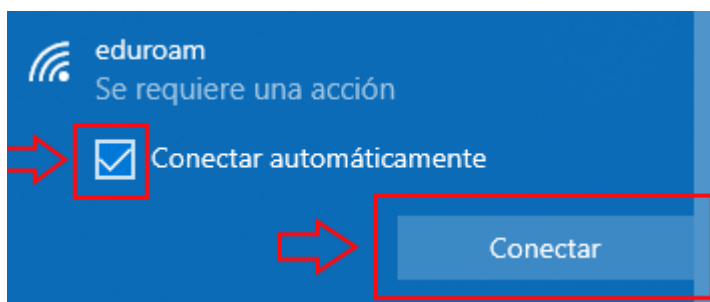 eduroam
Se requiere una acción
Conectar automáticamente
Conectar